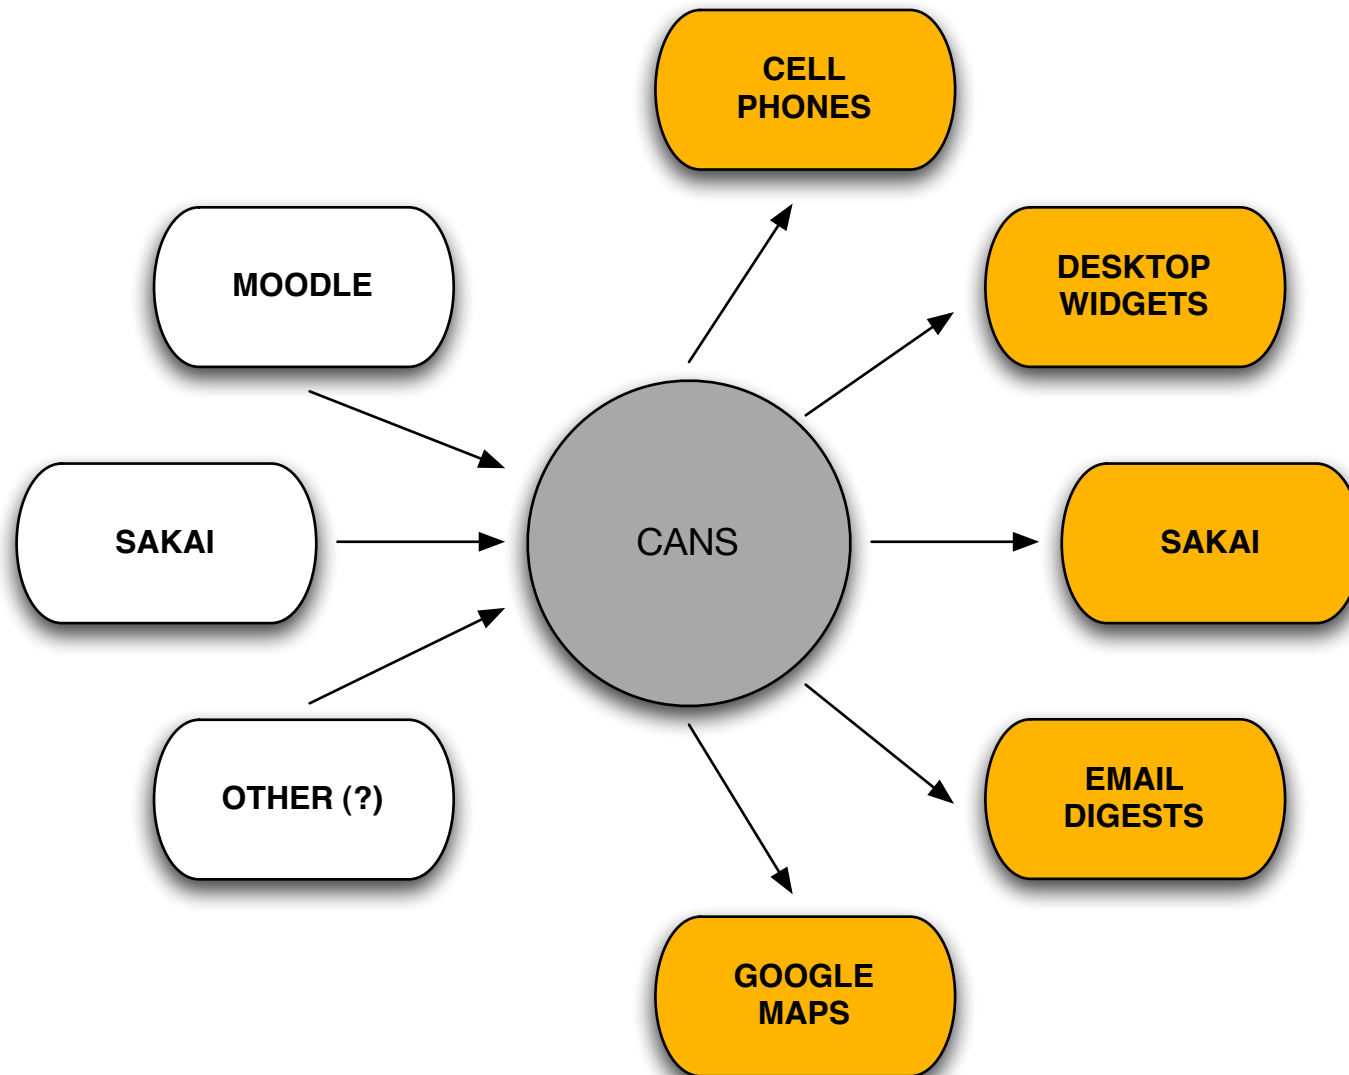 CELL
PHONES
MOODLE
DESKTOP
WIDGETS
SAKAI
CANS
SAKAI
OTHER (?)
EMAIL
DIGESTS
GOOGLE
MAPS